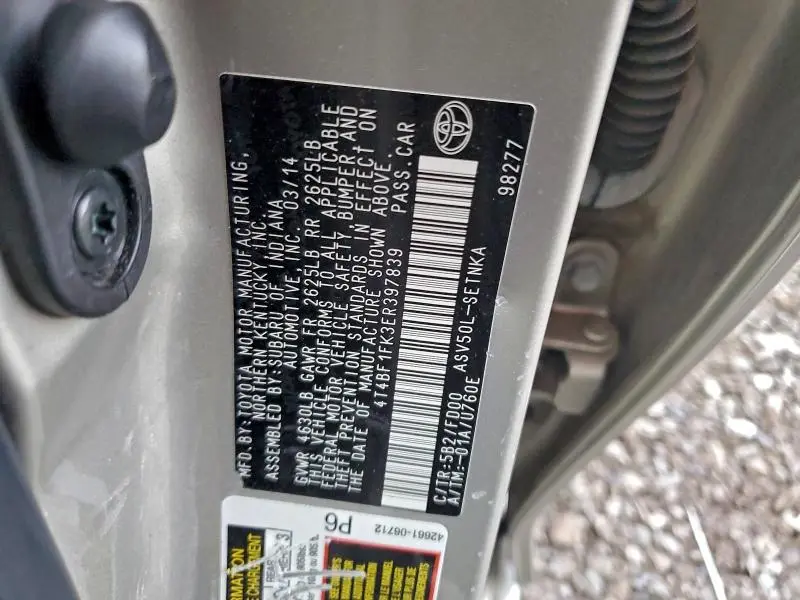 MFD. BY: TOYOTA MOTOR MANUFACTURING,
NORTHERN KENTUCKY, INC.
ASSEMBLED BY: SUBARU OF INDIANA
AUTOMOTIVE, INC. 03/14
GVWR 4630LB GAWR FR 2625LB RR 2625LB
THIS VEHICLE CONFORMS TO ALL APPLICABLE
FEDERAL MOTOR VEHICLE SAFETY, BUMPER AND
THEFT PREVENTION STANDARDS IN EFFECT ON
THE DATE OF MANUFACTURE SHOWN ABOVE.
4T4BF1FK3ER397839 PASS. CAR
C/TR: 5B2/FD00 ASV50L-SETNKA
A/TM: -01A/U760E
98277
P6
42661-06712
REAR
3